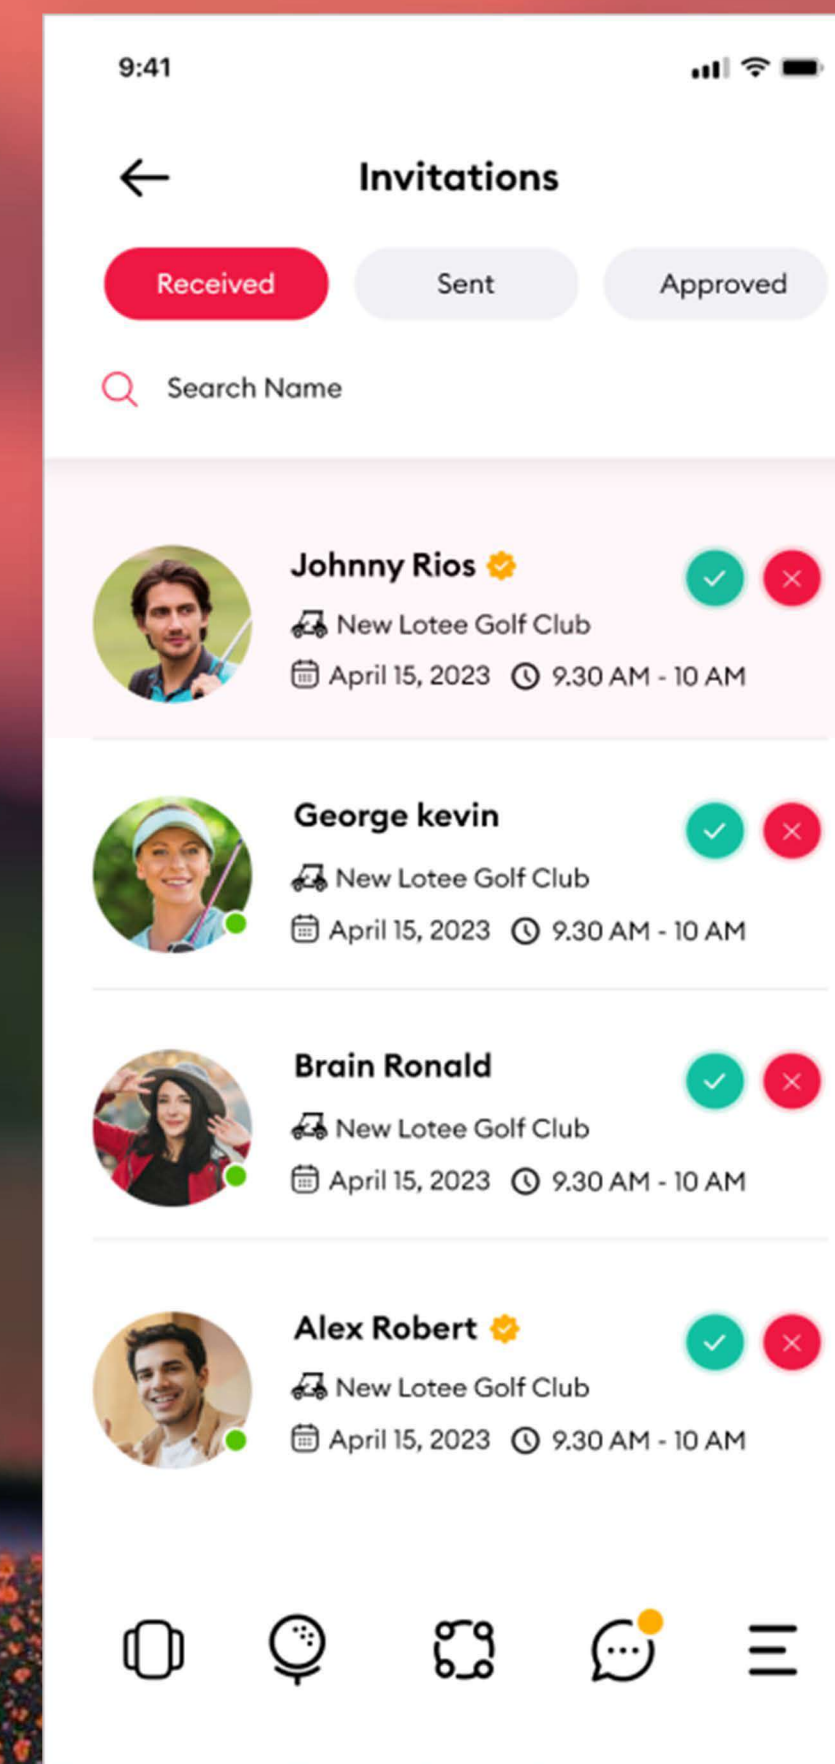 9:41
Invitations
Received Sent Approved
Search Name
Johnny Rios
New Lotee Golf Club
April 15, 2023 9.30 AM - 10 AM
George kevin
New Lotee Golf Club
April 15, 2023 9.30 AM - 10 AM
Brain Ronald
New Lotee Golf Club
April 15, 2023 9.30 AM - 10 AM
Alex Robert
New Lotee Golf Club
April 15, 2023 9.30 AM - 10 AM